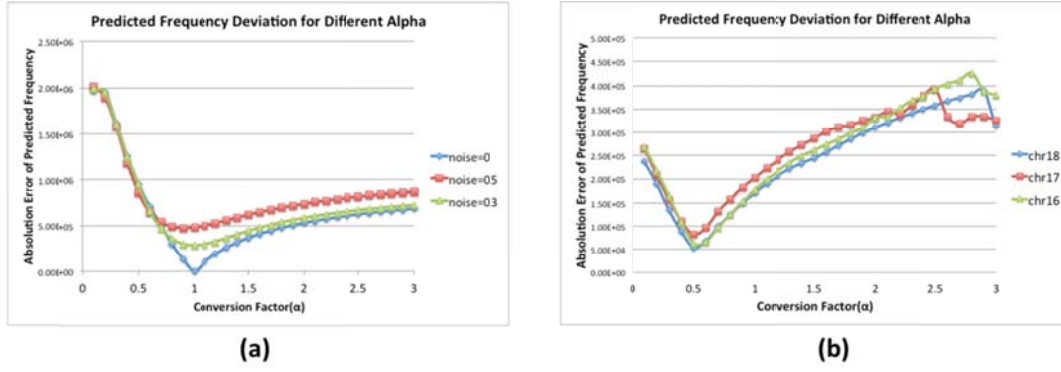 Predicted Frequency Deviation for Different Alpha
Absolution Error of Predicted Frequency
2.50E+06
2.00E+06
1.50E+06
1.00E+06
5.00E+05
0.00E+00
0
0.5
1
1.5
2
2.5
3
Conversion Factor(α)
noise=0
noise=05
noise=03
(a)
Predicted Frequency Deviation for Different Alpha
Absolution Error of Predicted Frequency
5.00E+05
4.50E+05
4.00E+05
3.50E+05
3.00E+05
2.50E+05
2.00E+05
1.50E+05
1.00E+05
5.00E+04
0.00E+00
0
0.5
1
1.5
2
2.5
3
Corversion Factor(α)
chr18
chr17
chr16
(b)